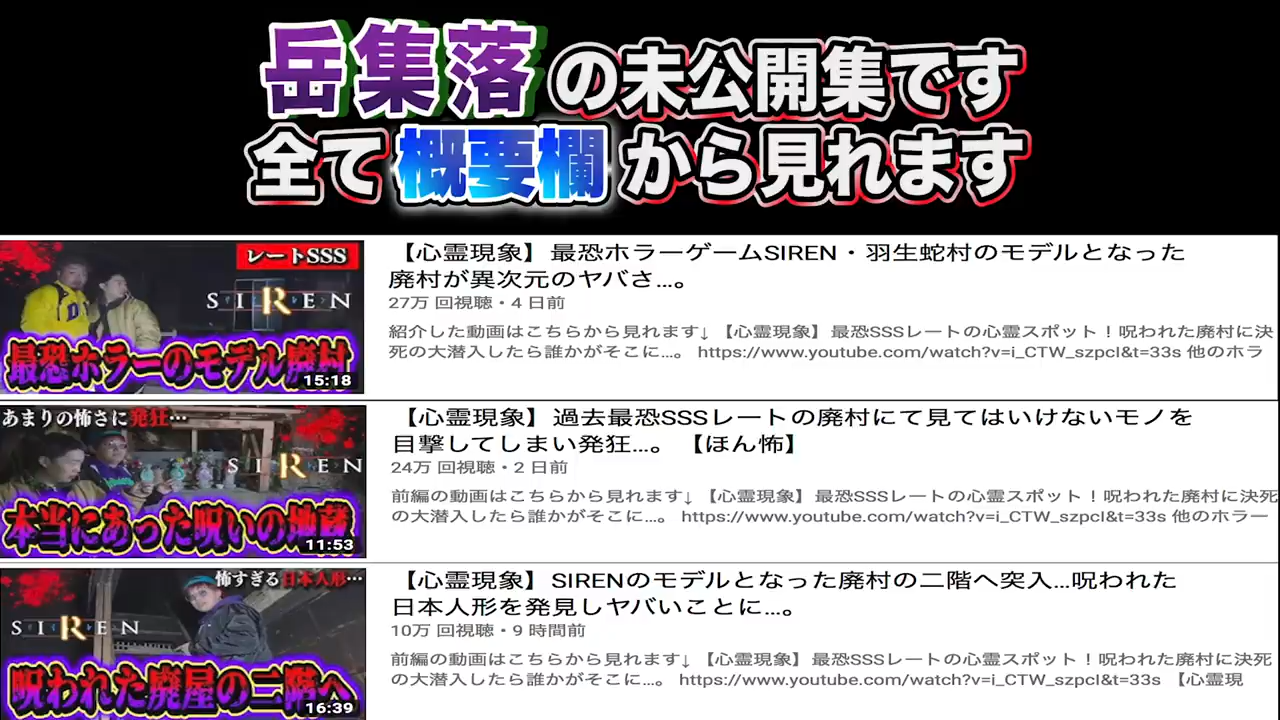 岳集落の未公開集です
全て概要欄から見れます
レートSSS
SIREN
最恐ホラーのモデル廃村
15:18
【心霊現象】最恐ホラーゲームSIREN・羽生蛇村のモデルとなった
廃村が異次元のヤバさ…。
27万 回視聴・4 日前
紹介した動画はこちらから見れます↓ 【心霊現象】最恐SSSレートの心霊スポット！呪われた廃村に決
死の大潜入したら誰かがそこに…。 https://www.youtube.com/watch?v=i_CTW_szpcI&t=33s 他のホラ
あまりの怖さに発狂…
SIREN
本当にあった呪いの地蔵
11:53
【心霊現象】過去最恐SSSレートの廃村にて見てはいけないモノを
目撃してしまい発狂…。 【ほん怖】
24万 回視聴・2 日前
前編の動画はこちらから見れます↓ 【心霊現象】最恐SSSレートの心霊スポット！呪われた廃村に決死
の大潜入したら誰かがそこに…。 https://www.youtube.com/watch?v=i_CTW_szpcI&t=33s 他のホラー
怖すぎる日本人形…
SIREN
呪われた廃屋の二階へ
16:39
【心霊現象】SIRENのモデルとなった廃村の二階へ突入…呪われた
日本人形を発見しヤバいことに…。
10万 回視聴・9 時間前
前編の動画はこちらから見れます↓ 【心霊現象】最恐SSSレートの心霊スポット！呪われた廃村に決死
の大潜入したら誰かがそこに…。 https://www.youtube.com/watch?v=i_CTW_szpcI&t=33s 【心霊現